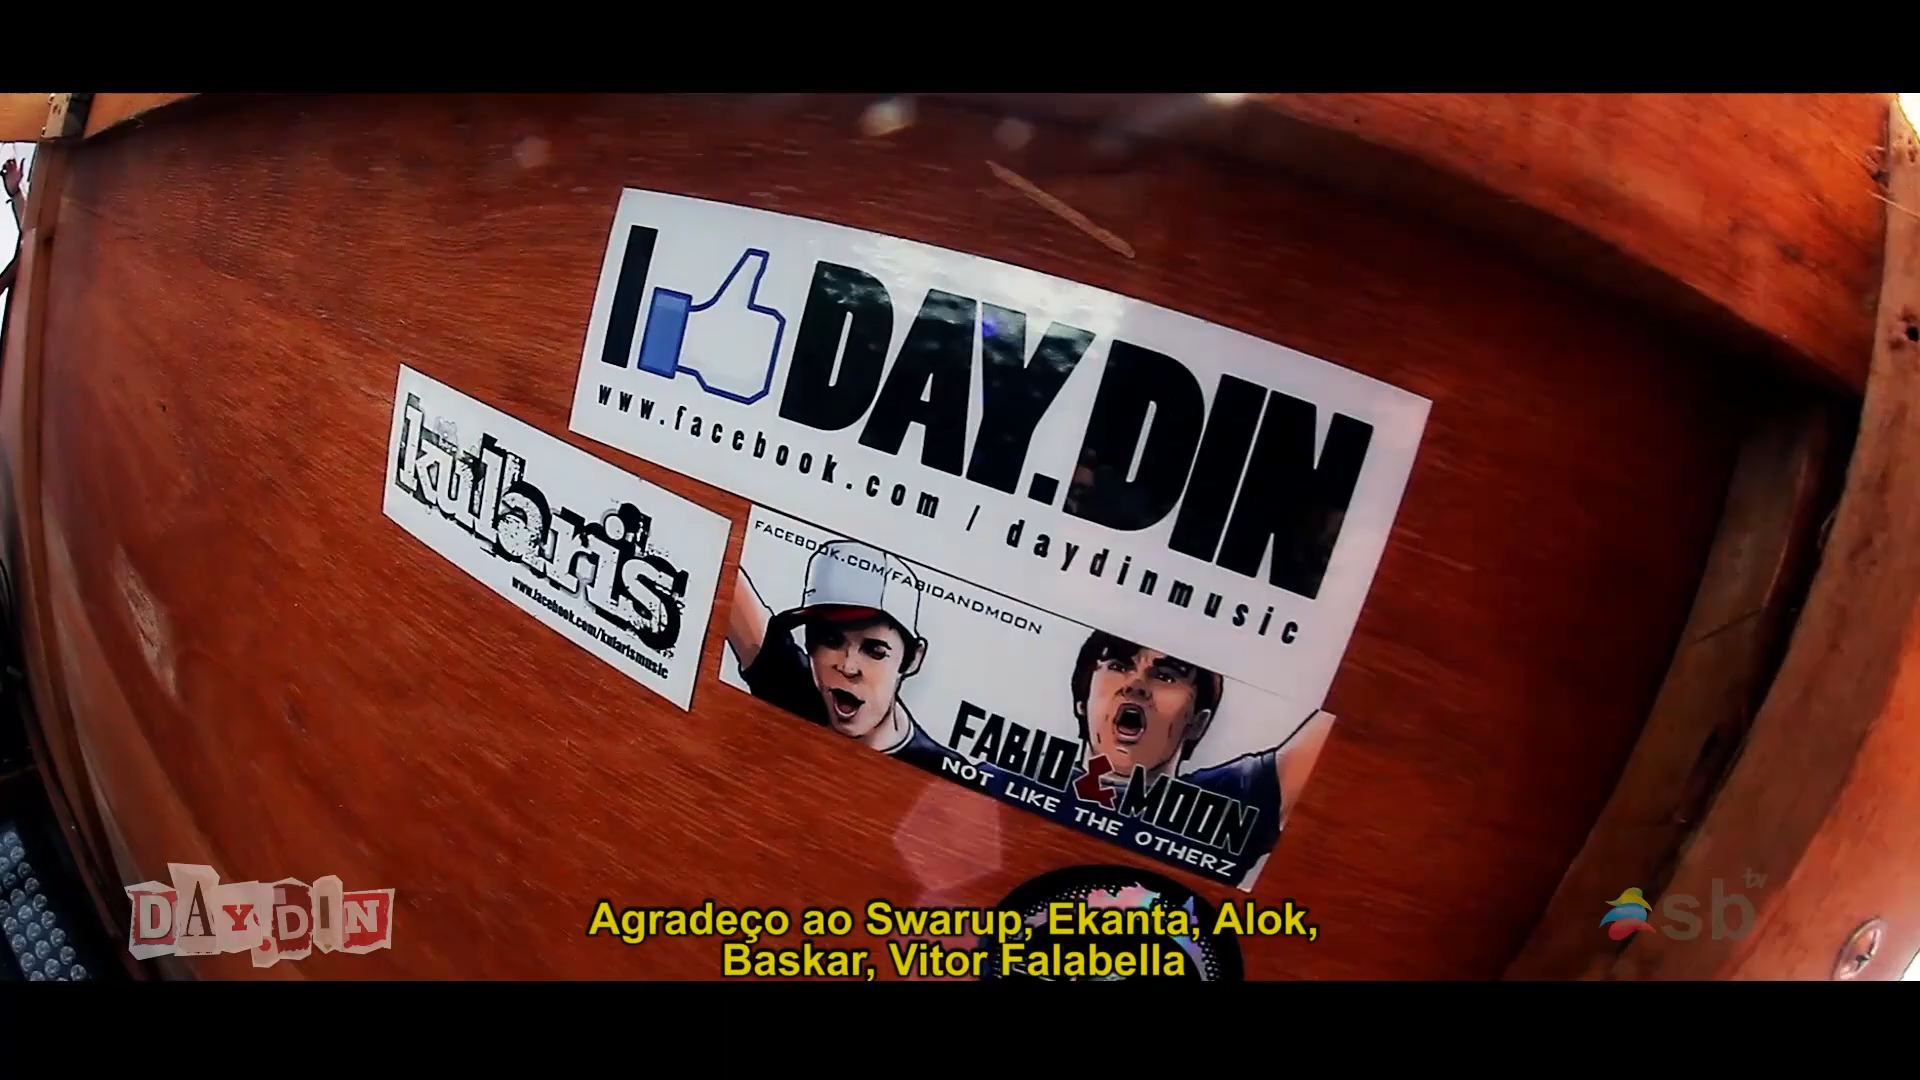 I DAY.DIN
www.facebook.com / daydinmusic
kularis
www.facebook.com/kularismusic
FACEBOOK.COM/FABIOANDMOON
FABIO & MOON
NOT LIKE THE OTHERZ
DAY.DIN
sb tv
Agradeço ao Swarup, Ekanta, Alok,
Baskar, Vitor Falabella